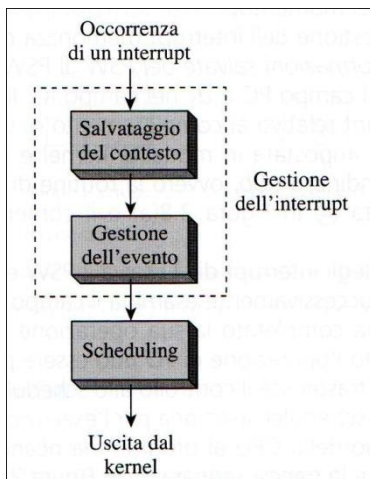 Occorrenza
di un interrupt
Salvataggio
del contesto
Gestione
dell'interrupt
Gestione
dell'evento
Scheduling
Uscita dal
kernel